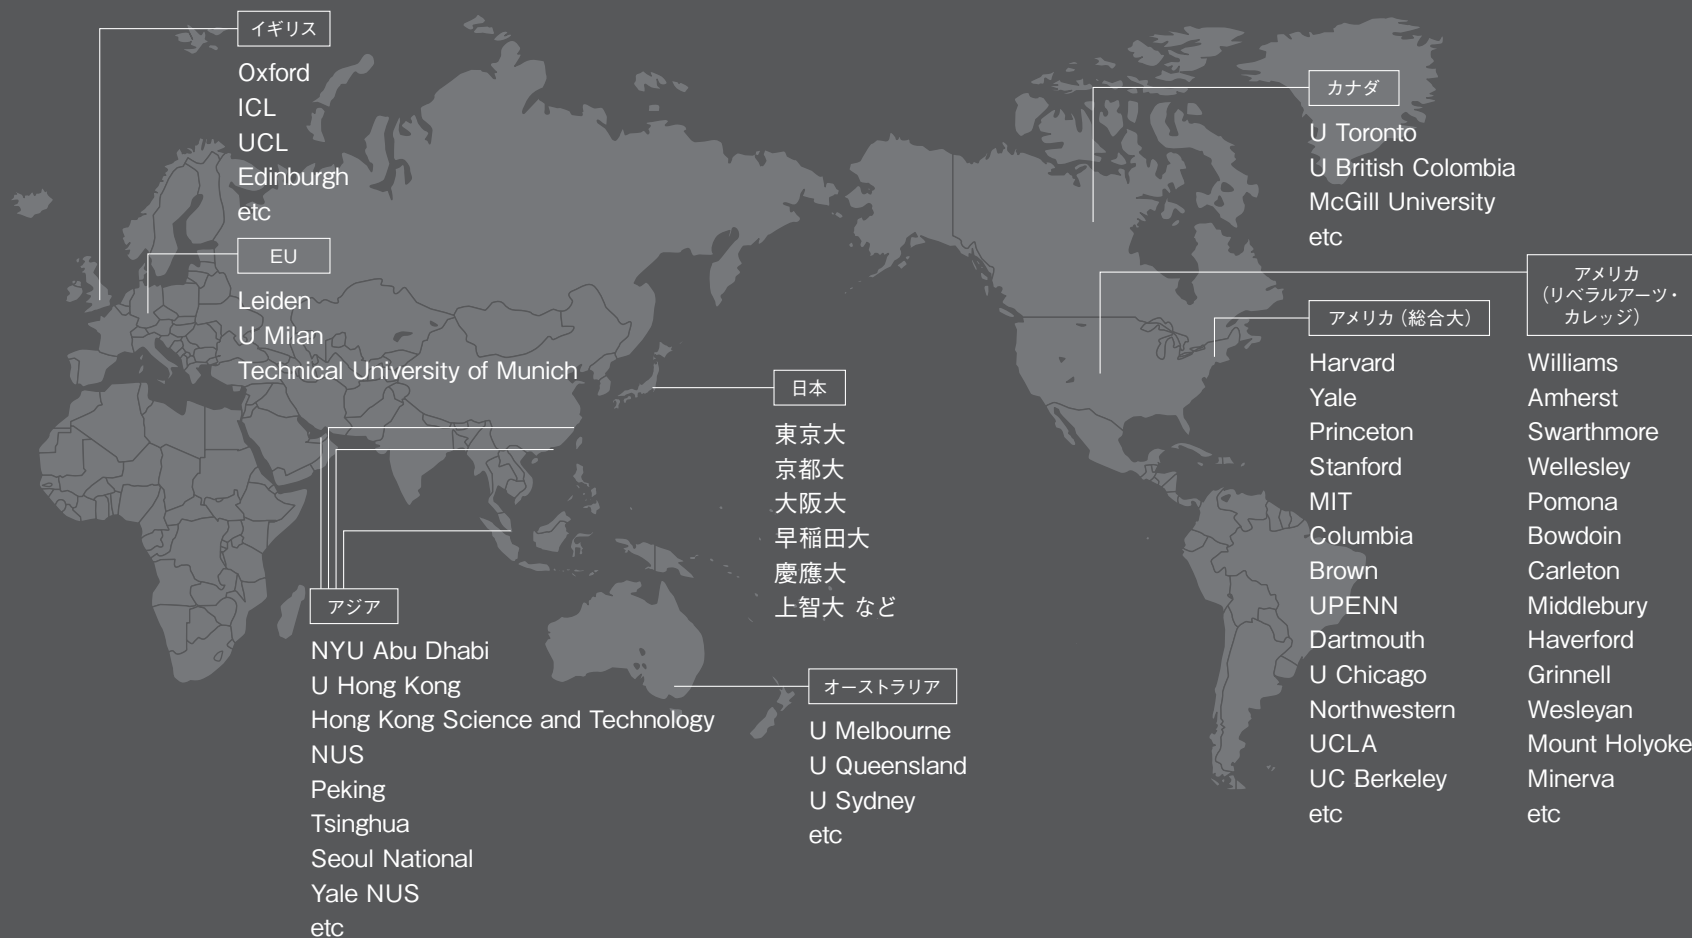 イギリス
Oxford
ICL
UCL
Edinburgh
etc
EU
Leiden
U Milan
Technical University of Munich
アジア
NYU Abu Dhabi
U Hong Kong
Hong Kong Science and Technology
NUS
Peking
Tsinghua
Seoul National
Yale NUS
etc
日本
東京大
京都大
大阪大
早稲田大
慶應大
上智大 など
オーストラリア
U Melbourne
U Queensland
U Sydney
etc
カナダ
U Toronto
U British Colombia
McGill University
etc
アメリカ（総合大）
Harvard
Yale
Princeton
Stanford
MIT
Columbia
Brown
UPENN
Dartmouth
U Chicago
Northwestern
UCLA
UC Berkeley
etc
アメリカ
（リベラルアーツ・
カレッジ）
Williams
Amherst
Swarthmore
Wellesley
Pomona
Bowdoin
Carleton
Middlebury
Haverford
Grinnell
Wesleyan
Mount Holyoke
Minerva
etc